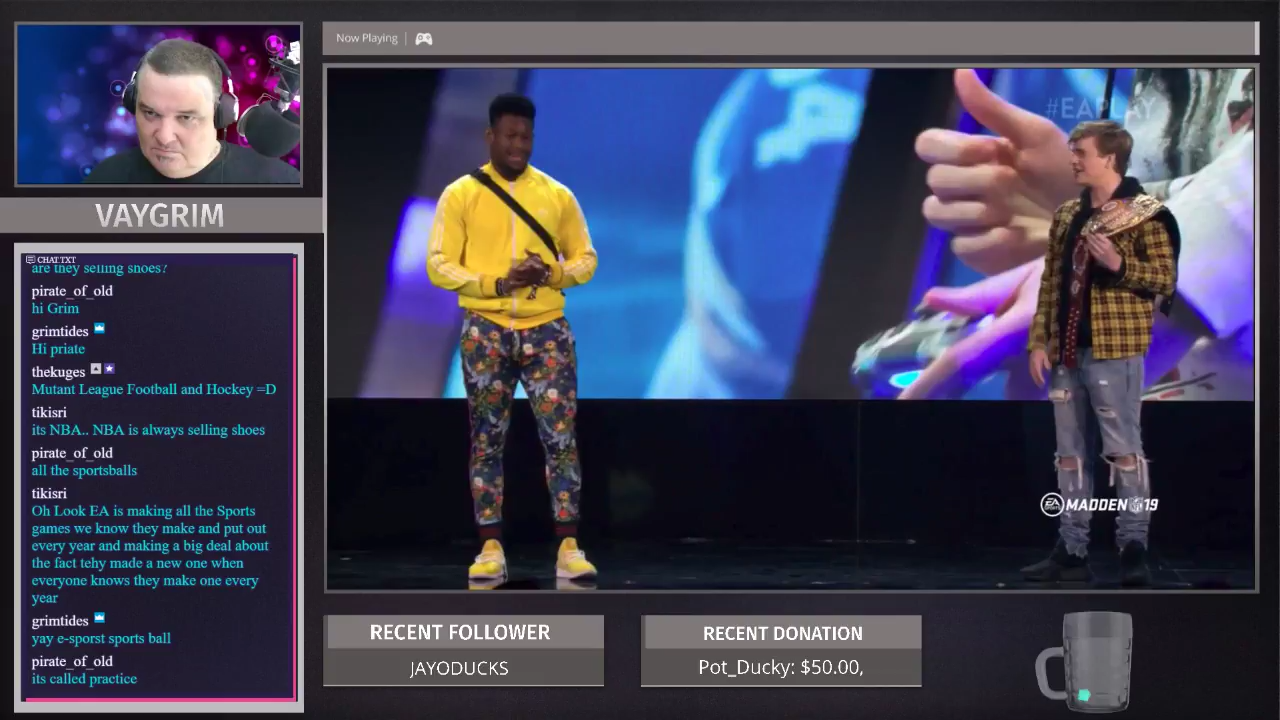 Now Playing
#EAPLAY
VAYGRIM
CHAT.TXT
are they selling shoes?
pirate_of_old
hi Grim
grimtides
Hi priate
thekuges
Mutant League Football and Hockey =D
tikisri
its NBA.. NBA is always selling shoes
pirate_of_old
all the sportsballs
tikisri
Oh Look EA is making all the Sports
games we know they make and put out
every year and making a big deal about
the fact tehy made a new one when
everyone knows they make one every
year
grimtides
yay e-sporst sports ball
pirate_of_old
its called practice
EA SPORTS MADDEN NFL 19
RECENT FOLLOWER
JAYODUCKS
RECENT DONATION
Pot_Ducky: $50.00,